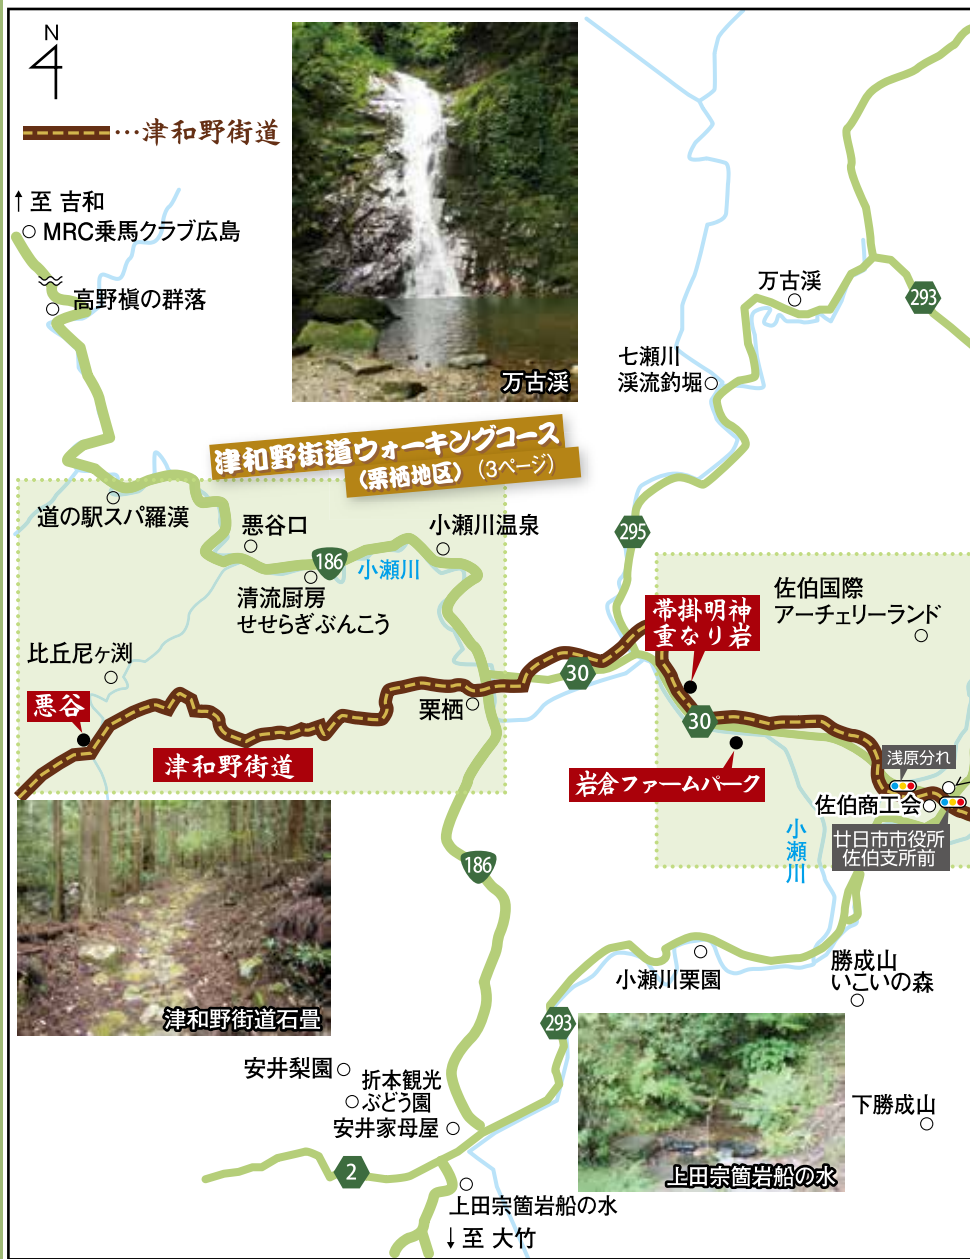 N
…津和野街道
↑至 吉和
MRC乗馬クラブ広島
高野槇の群落
万古渓
万古渓
293
七瀬川
渓流釣堀
津和野街道ウォーキングコース
(栗栖地区)(3ページ)
道の駅スパ羅漢
悪谷口
小瀬川温泉
186
小瀬川
清流厨房
せせらぎぶんこう
295
佐伯国際
アーチェリーランド
帯掛明神
重なり岩
比丘尼ヶ渕
悪谷
津和野街道
栗栖
30
30
岩倉ファームパーク
浅原分れ
佐伯商工会
廿日市市役所
佐伯支所前
小瀬川
186
津和野街道石畳
小瀬川栗園
勝成山
いこいの森
293
安井梨園
折本観光
ぶどう園
安井家母屋
下勝成山
2
上田宗箇岩船の水
上田宗箇岩船の水
↓至 大竹